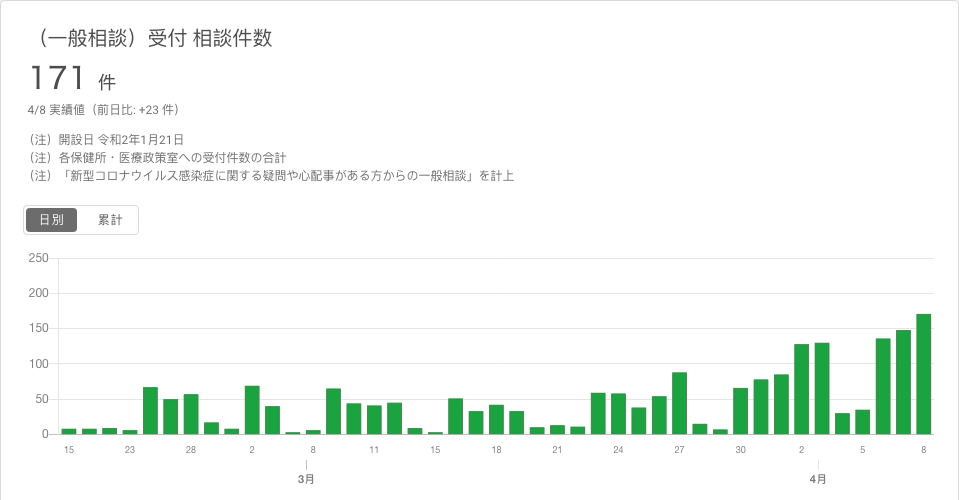 （一般相談）受付 相談件数
171 件
4/8 実績値（前日比: +23 件）
（注）開設日 令和2年1月21日
（注）各保健所・医療政策室への受付件数の合計
（注）「新型コロナウイルス感染症に関する疑問や心配事がある方からの一般相談」を計上
日別 累計
250
200
150
100
50
0
15 23 28 2 8 11 15 18 21 24 27 30 2 5 8
3月 4月